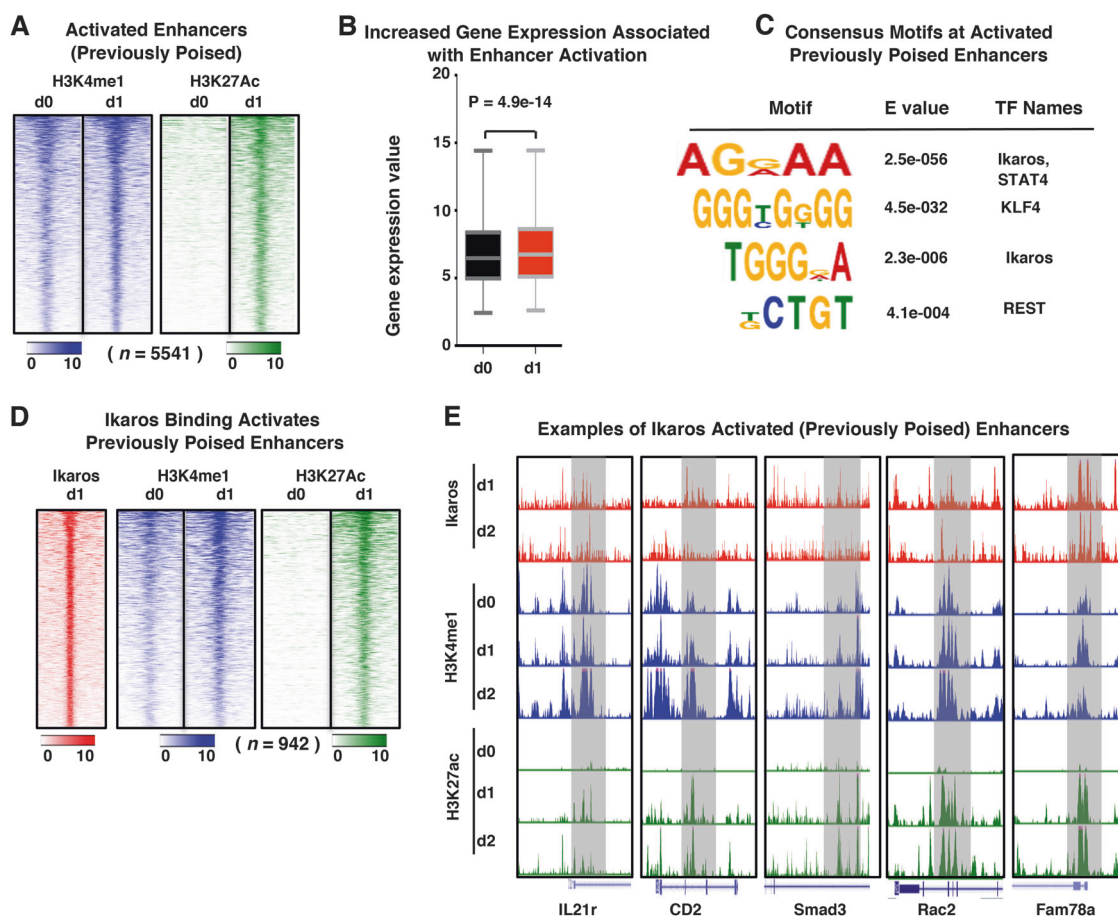 A
Activated Enhancers
(Previously Poised)
H3K4me1 H3K27Ac
d0 d1 d0 d1
0 10 ( n = 5541 ) 0 10
B
Increased Gene Expression Associated
with Enhancer Activation
Gene expression value
20
15
10
5
0
P = 4.9e-14
d0 d1
C
Consensus Motifs at Activated
Previously Poised Enhancers
Motif E value TF Names
AGGAA 2.5e-056 Ikaros,
A STAT4
GGGTGGGG 4.5e-032 KLF4
C T
TGGGGA 2.3e-006 Ikaros
A
TCTGT 4.1e-004 REST
G
D
Ikaros Binding Activates
Previously Poised Enhancers
Ikaros H3K4me1 H3K27Ac
d1 d0 d1 d0 d1
0 10 0 10 ( n = 942 ) 0 10
E
Examples of Ikaros Activated (Previously Poised) Enhancers
Ikaros
d1
d2
H3K4me1
d0
d1
d2
H3K27ac
d0
d1
d2
IL21r CD2 Smad3 Rac2 Fam78a